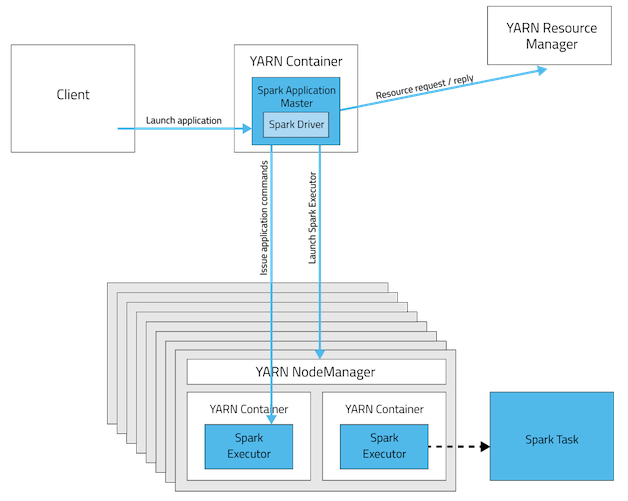 Client
Launch application
YARN Container
Spark Application
Master
Spark Driver
Resource request / reply
YARN Resource
Manager
Issue application commands
Launch Spark Executor
YARN NodeManager
YARN Container
Spark
Executor
YARN Container
Spark
Executor
Spark Task